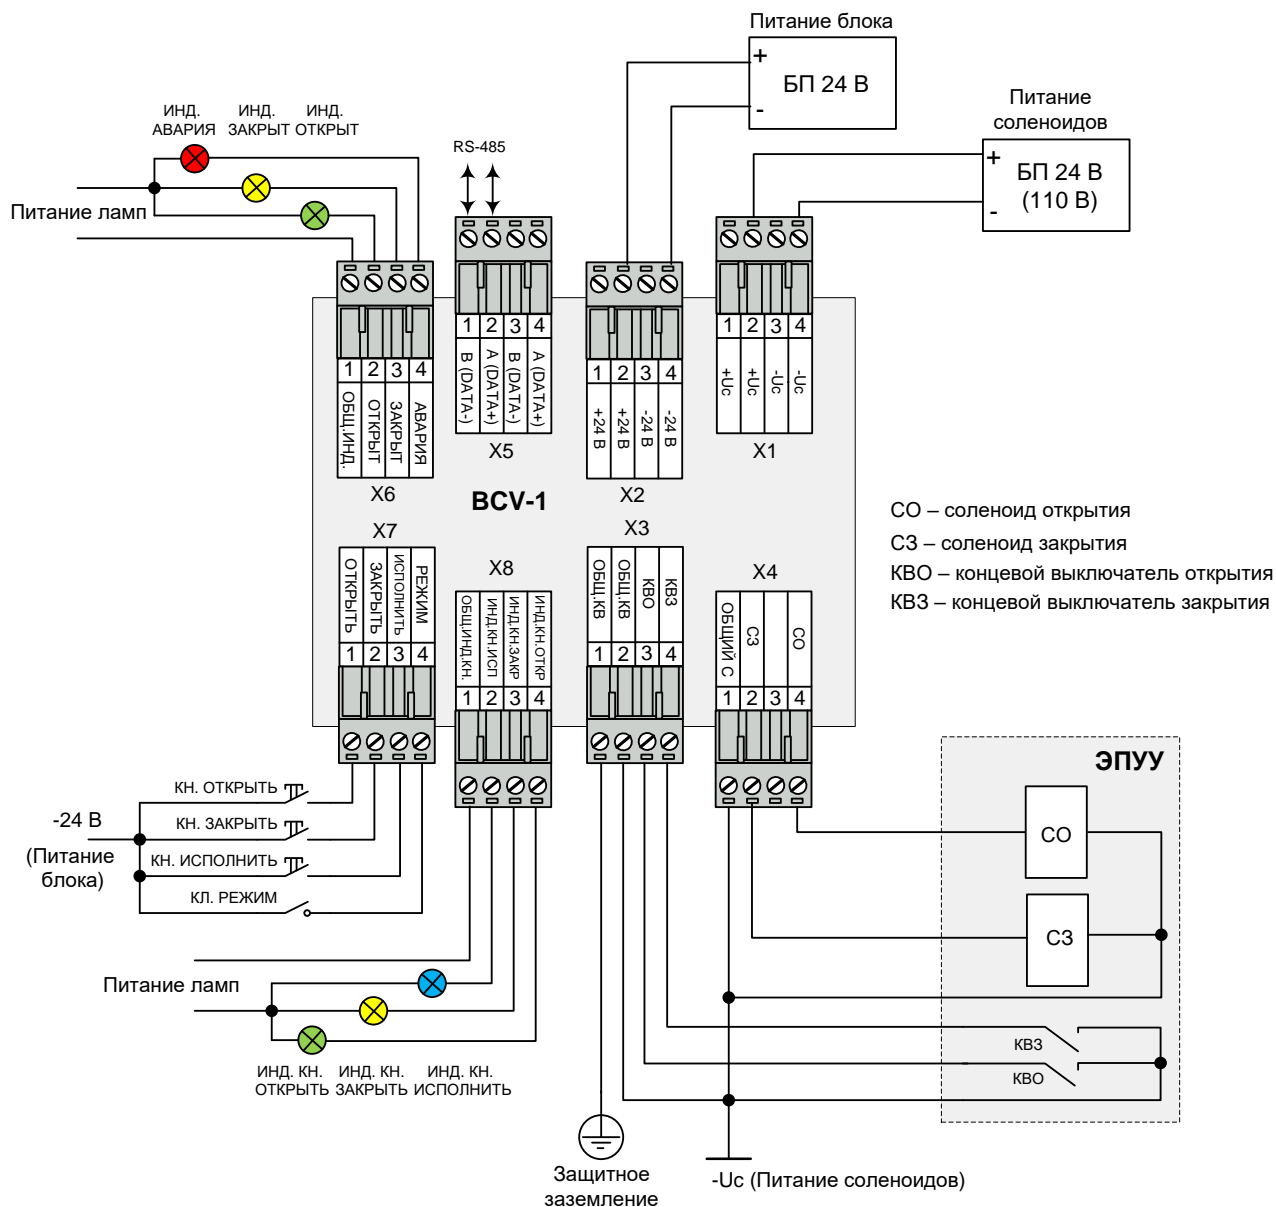 Питание блока
+
БП 24 В
-
Питание
соленоидов
+
БП 24 В
(110 В)
-
ИНД. ИНД. ИНД.
АВАРИЯ ЗАКРЫТ ОТКРЫТ
Питание ламп
RS-485
1 2 3 4
ОБЩ.ИНД.
ОТКРЫТ
ЗАКРЫТ
АВАРИЯ
X6
1 2 3 4
B (DATA-)
A (DATA+)
B (DATA-)
A (DATA+)
X5
1 2 3 4
+24 В
+24 В
-24 В
-24 В
X2
1 2 3 4
+Uc
+Uc
-Uc
-Uc
X1
BCV-1
СО – соленоид открытия
СЗ – соленоид закрытия
КВО – концевой выключатель открытия
КВЗ – концевой выключатель закрытия
X7
ОТКРЫТЬ
ЗАКРЫТЬ
ИСПОЛНИТЬ
РЕЖИМ
1 2 3 4
X8
ОБЩ.ИНД.КН.
ИНД.КН.ИСП
ИНД.КН.ЗАКР
ИНД.КН.ОТКР
1 2 3 4
X3
ОБЩ.КВ
ОБЩ.КВ
КВО
КВЗ
1 2 3 4
X4
ОБЩИЙ С
СЗ
СО
1 2 3 4
КН. ОТКРЫТЬ
КН. ЗАКРЫТЬ
КН. ИСПОЛНИТЬ
КЛ. РЕЖИМ
-24 В
(Питание
блока)
Питание ламп
ИНД. КН. ИНД. КН. ИНД. КН.
ОТКРЫТЬ ЗАКРЫТЬ ИСПОЛНИТЬ
ЭПУУ
СО
СЗ
КВЗ
КВО
Защитное
заземление
-Uc (Питание соленоидов)